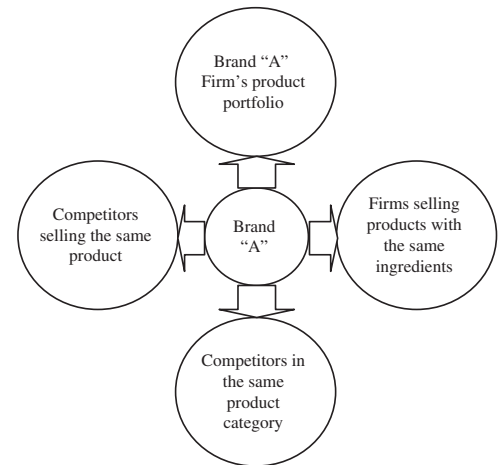 Brand “A”
Firm’s product
portfolio
Competitors
selling the same
product
Brand
“A”
Firms selling
products with
the same
ingredients
Competitors in
the same
product
category